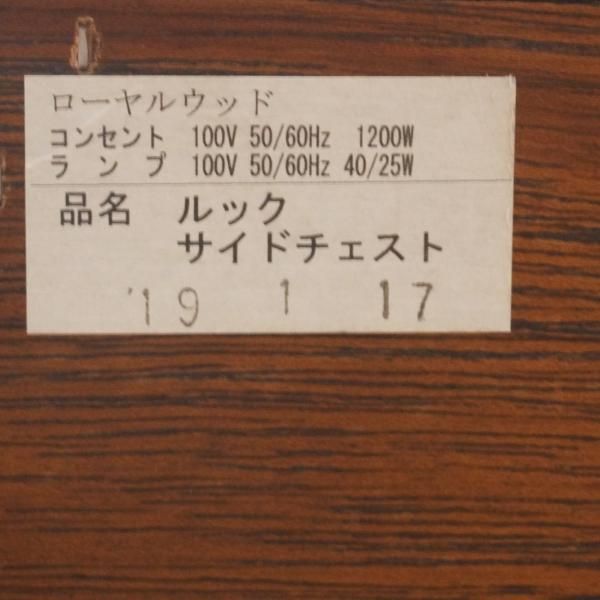 ローヤルウッド
コンセント 100V 50/60Hz 1200W
ランプ 100V 50/60Hz 40/25W
品名 ルック
サイドチェスト
'19 1 17